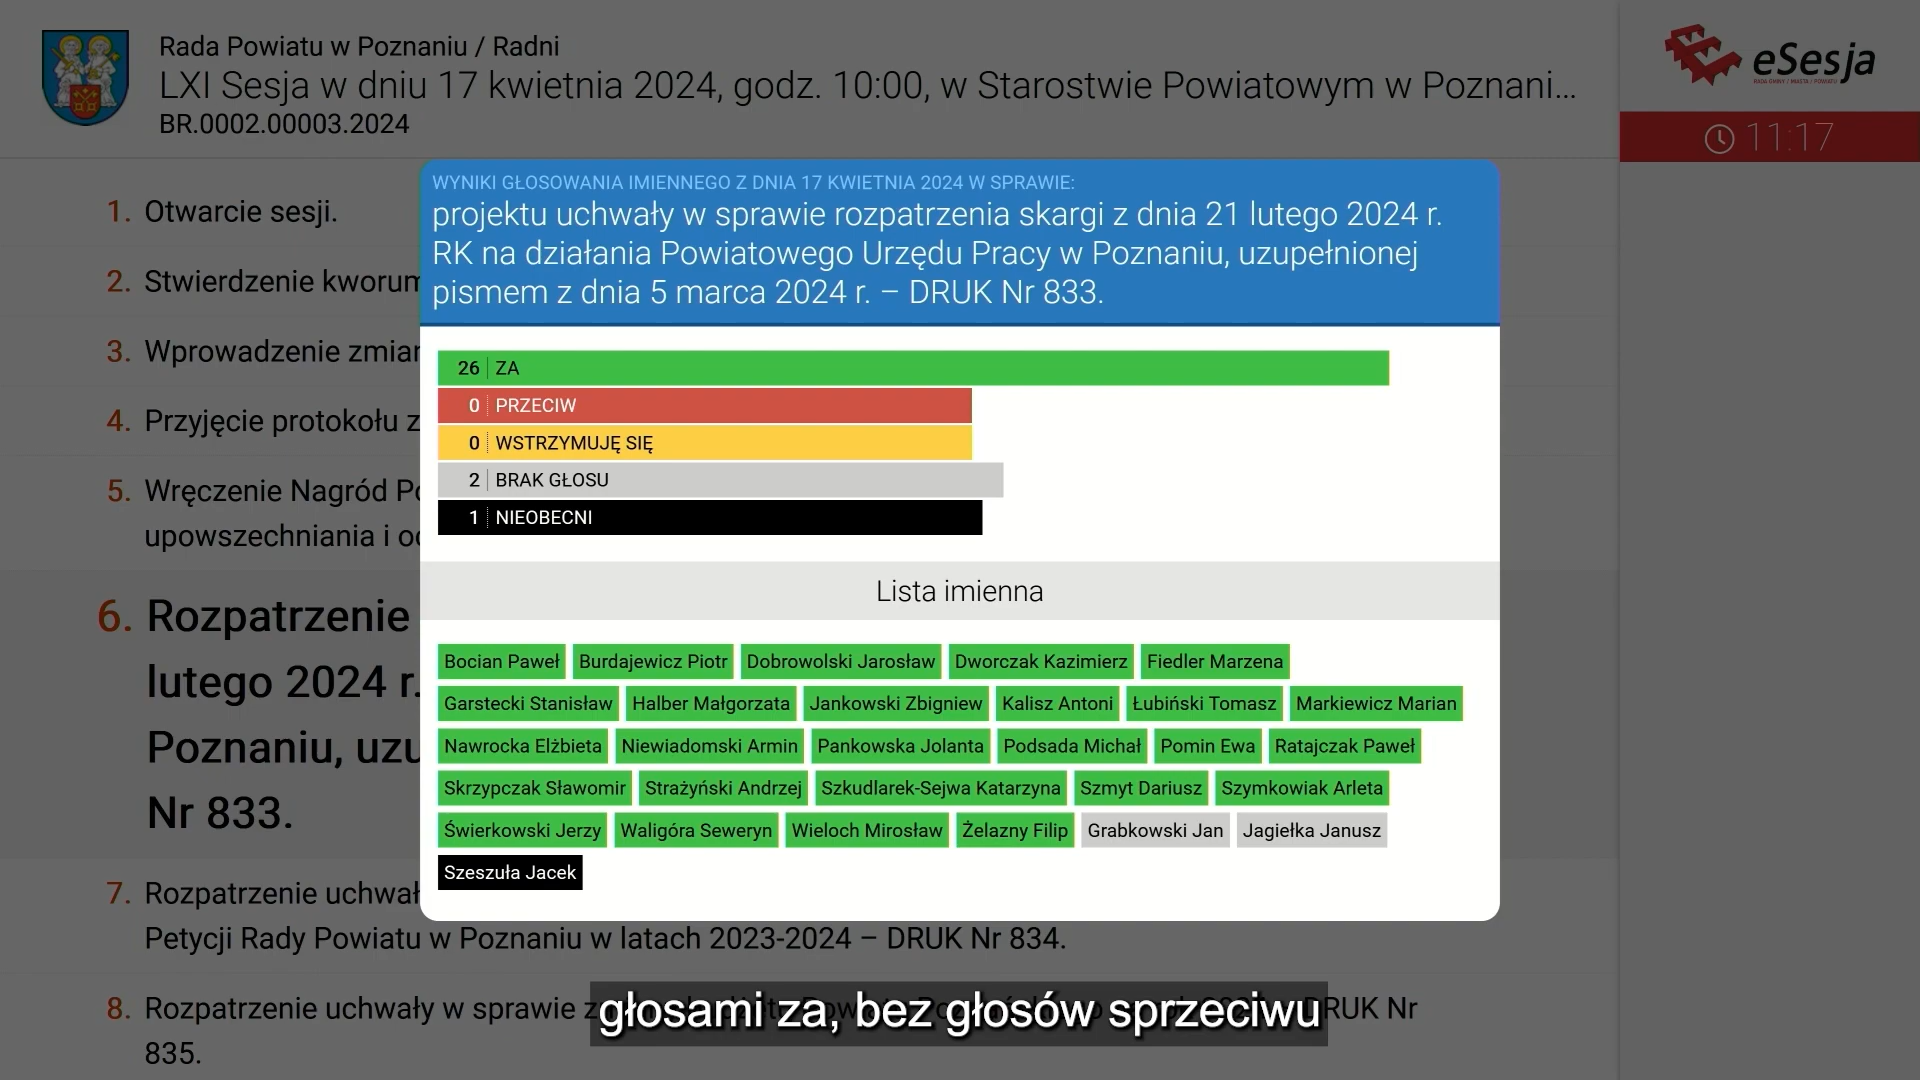 Rada Powiatu w Poznaniu / Radni
LXI Sesja w dniu 17 kwietnia 2024, godz. 10:00, w Starostwie Powiatowym w Poznani...
BR.0002.00003.2024
eSesja
11:17
WYNIKI GŁOSOWANIA IMIENNEGO Z DNIA 17 KWIETNIA 2024 W SPRAWIE:
projektu uchwały w sprawie rozpatrzenia skargi z dnia 21 lutego 2024 r.
RK na działania Powiatowego Urzędu Pracy w Poznaniu, uzupełnionej
pismem z dnia 5 marca 2024 r. – DRUK Nr 833.
26 ZA
0 PRZECIW
0 WSTRZYMUJĘ SIĘ
2 BRAK GŁOSU
1 NIEOBECNI
Lista imienna
Bocian Paweł Burdajewicz Piotr Dobrowolski Jarosław Dworczak Kazimierz Fiedler Marzena
Garstecki Stanisław Halber Małgorzata Jankowski Zbigniew Kalisz Antoni Łubiński Tomasz Markiewicz Marian
Nawrocka Elżbieta Niewiadomski Armin Pankowska Jolanta Podsada Michał Pomin Ewa Ratajczak Paweł
Skrzypczak Sławomir Strażyński Andrzej Szkudlarek-Sejwa Katarzyna Szmyt Dariusz Szymkowiak Arleta
Świerkowski Jerzy Waligóra Seweryn Wieloch Mirosław Żelazny Filip Grabkowski Jan Jagiełka Janusz
Szeszuła Jacek
1. Otwarcie sesji.
2. Stwierdzenie kworum
3. Wprowadzenie zmian
4. Przyjęcie protokołu z
5. Wręczenie Nagród
upowszechniania i
6. Rozpatrzenie
lutego 2024 r.
Poznaniu,
Nr 833.
7. Rozpatrzenie
Petycji Rady Powiatu w Poznaniu w latach 2023-2024 – DRUK Nr 834.
8. Rozpatrzenie uchwały w sprawie DRUK Nr
835.
głosami za, bez głosów sprzeciwu